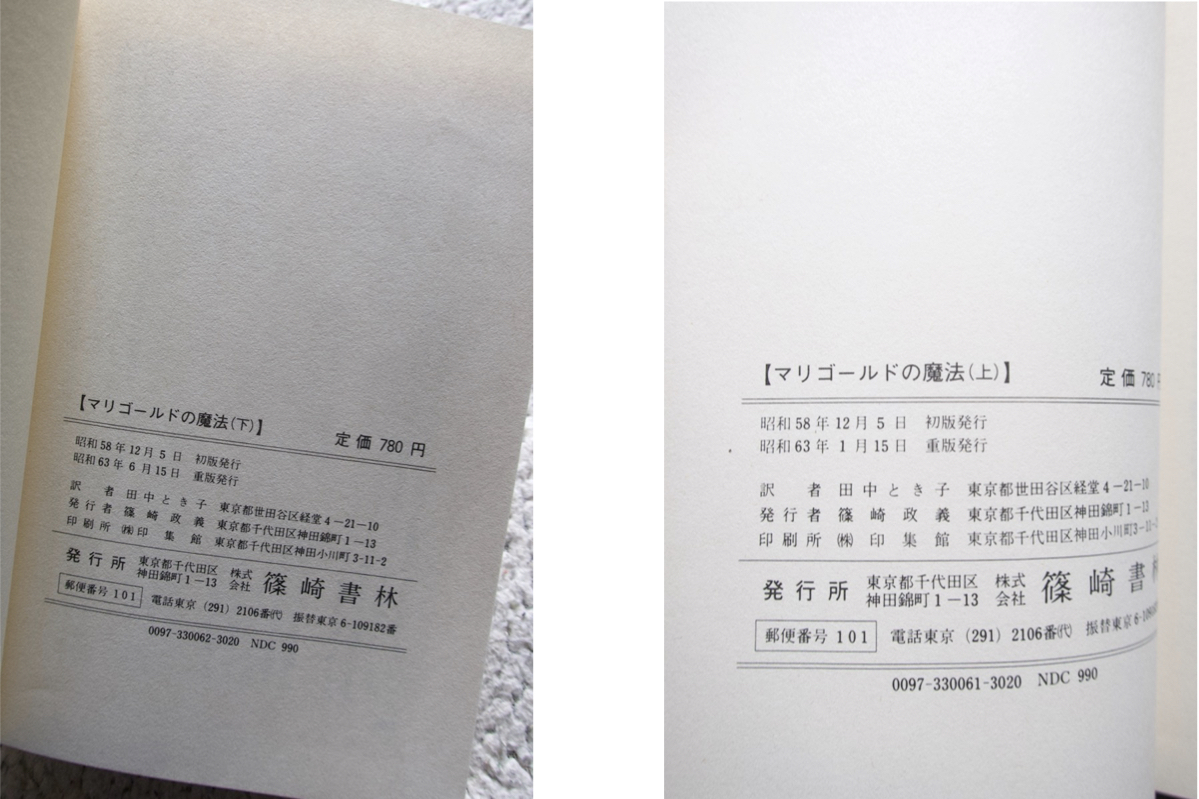 【マリゴールドの魔法(下)】
定価 780 円
昭和58年12月5日 初版発行
昭和63年6月15日 重版発行
訳者 田中とき子 東京都世田谷区経堂4-21-10
発行者 篠崎政義 東京都千代田区神田錦町1-13
印刷所 ㈱印集館 東京都千代田区神田小川町3-11-2
発行所 東京都千代田区神田錦町1-13 株式会社 篠崎書林
郵便番号 101 電話東京(291)2106番㈹ 振替東京6-109182番
0097-330062-3020 NDC 990
【マリゴールドの魔法(上)】
定価 780円
昭和58年12月5日 初版発行
昭和63年1月15日 重版発行
訳者 田中とき子 東京都世田谷区経堂4-21-10
発行者 篠崎政義 東京都千代田区神田錦町1-13
印刷所 ㈱印集館 東京都千代田区神田小川町3-11-
発行所 東京都千代田区神田錦町1-13 株式会社 篠崎書
郵便番号 101 電話東京(291)2106番㈹ 振替東京6-109182
0097-330061-3020 NDC 990